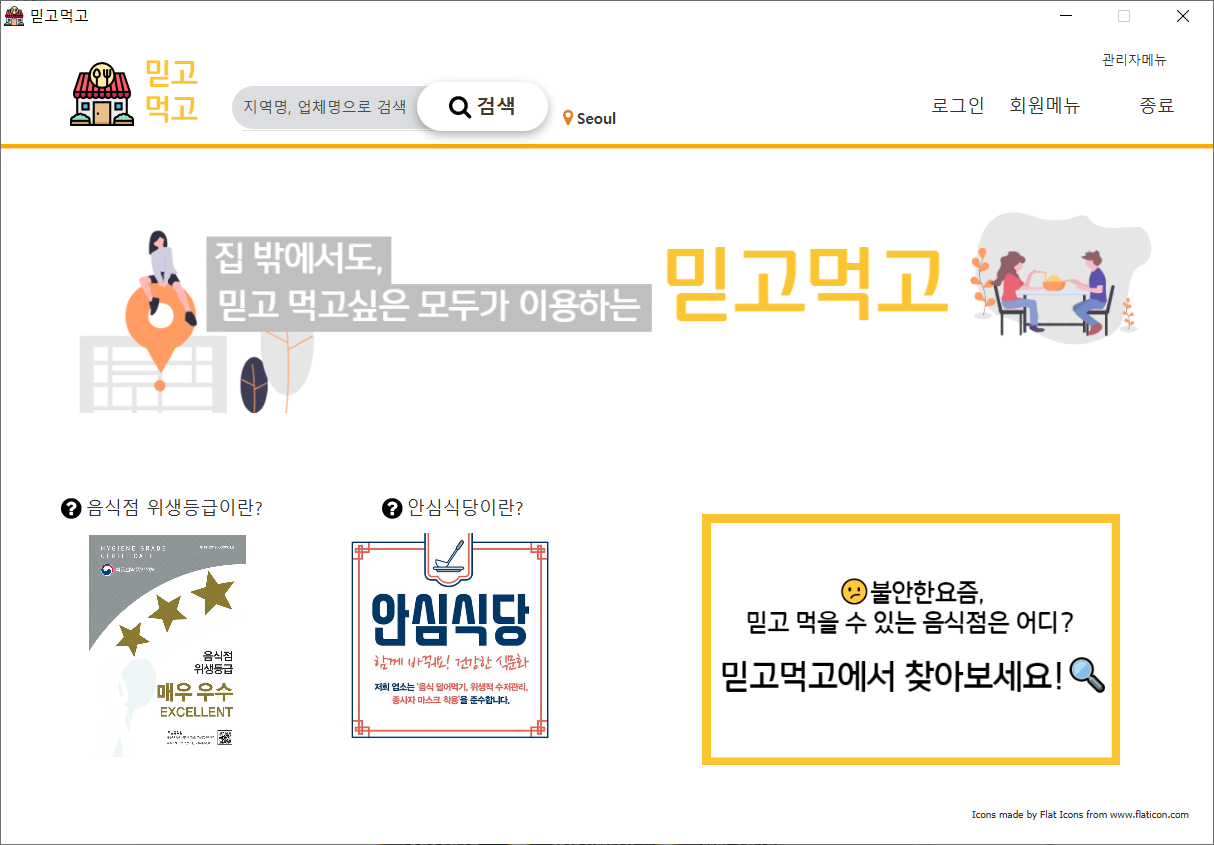 믿고먹고
관리자메뉴
믿고
먹고
지역명, 업체명으로 검색
검색
Seoul
로그인
회원메뉴
종료
집 밖에서도,
믿고 먹고싶은 모두가 이용하는
믿고먹고
음식점 위생등급이란?
안심식당이란?
HYGIENE GRADE
CERTIFICATE
음식점
위생등급
매우 우수
EXCELLENT
안심식당
함께 바꿔요! 건강한 식문화
저희 업소는 '음식 덜어먹기, 위생적 수저관리,
종사자 마스크 착용'을 준수합니다.
불안한요즘,
믿고 먹을 수 있는 음식점은 어디?
믿고먹고에서 찾아보세요!
Icons made by Flat Icons from www.flaticon.com